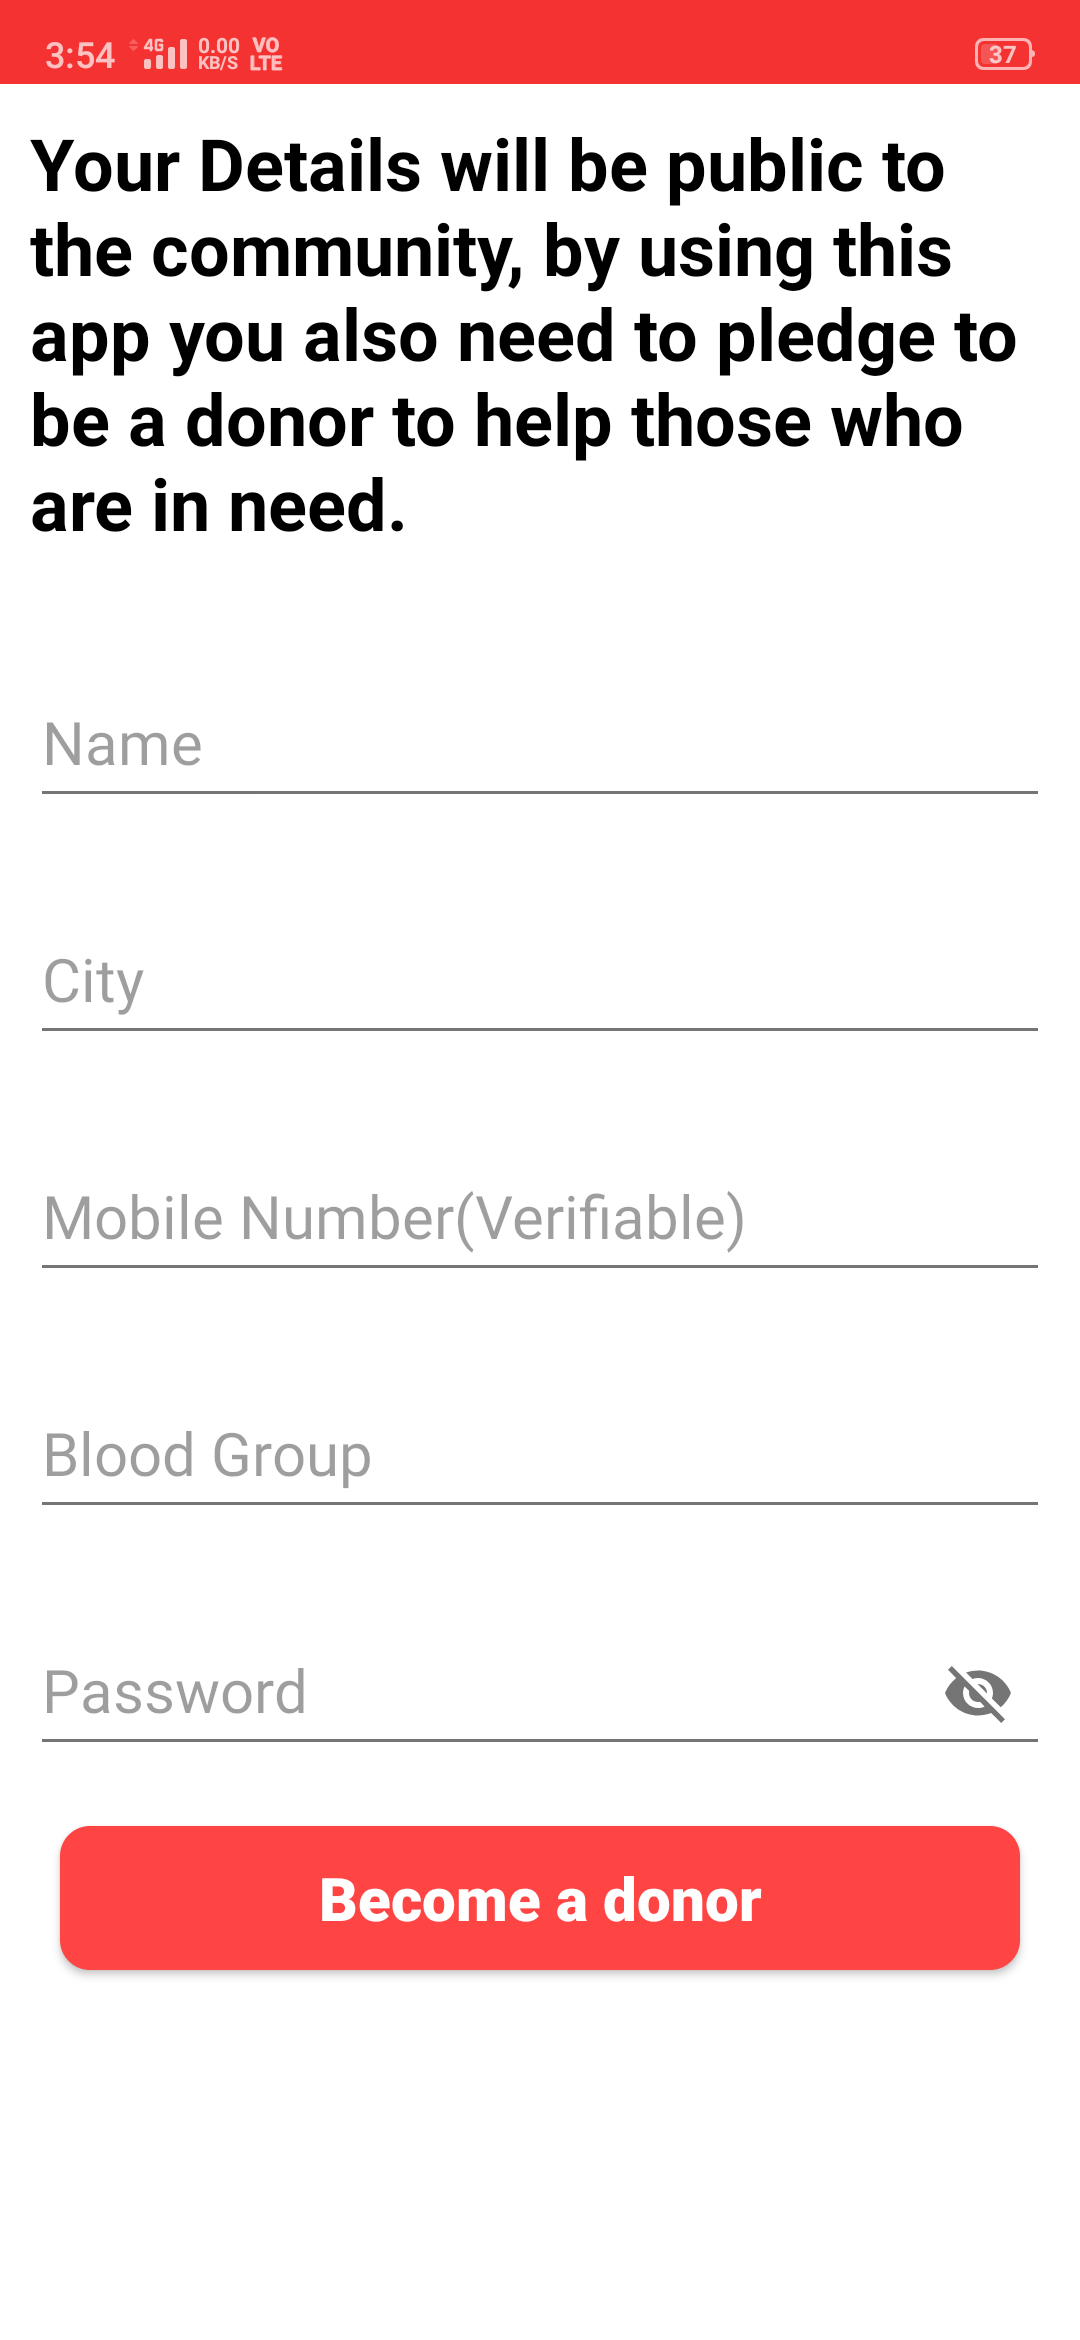 3:54 4G 0.00 KB/S VO LTE 37
Your Details will be public to
the community, by using this
app you also need to pledge to
be a donor to help those who
are in need.
Name
City
Mobile Number(Verifiable)
Blood Group
Password
Become a donor